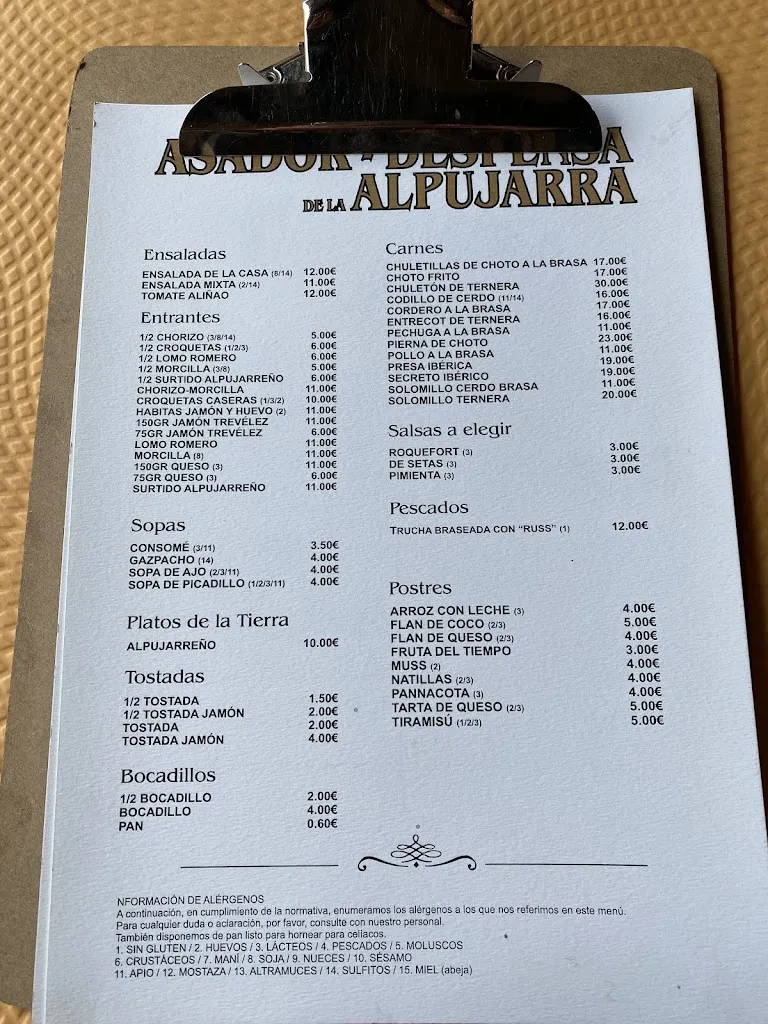 ASADOR - DESPENSA
DE LA ALPUJARRA
Ensaladas
ENSALADA DE LA CASA (8/14) 12.00€
ENSALADA MIXTA (2/14) 11.00€
TOMATE ALIÑAO 12.00€
Entrantes
1/2 CHORIZO (3/8/14) 5.00€
1/2 CROQUETAS (1/2/3) 6.00€
1/2 LOMO ROMERO 6.00€
1/2 MORCILLA (3/8) 5.00€
1/2 SURTIDO ALPUJARREÑO 6.00€
CHORIZO-MORCILLA 11.00€
CROQUETAS CASERAS (1/3/2) 10.00€
HABITAS JAMÓN Y HUEVO (2) 11.00€
150GR JAMÓN TREVÉLEZ 11.00€
75GR JAMÓN TREVÉLEZ 6.00€
LOMO ROMERO 11.00€
MORCILLA (8) 11.00€
150GR QUESO (3) 11.00€
75GR QUESO (3) 6.00€
SURTIDO ALPUJARREÑO 11.00€
Sopas
CONSOMÉ (3/11) 3.50€
GAZPACHO (14) 4.00€
SOPA DE AJO (2/3/11) 4.00€
SOPA DE PICADILLO (1/2/3/11) 4.00€
Platos de la Tierra
ALPUJARREÑO 10.00€
Tostadas
1/2 TOSTADA 1.50€
1/2 TOSTADA JAMÓN 2.00€
TOSTADA 2.00€
TOSTADA JAMÓN 4.00€
Bocadillos
1/2 BOCADILLO 2.00€
BOCADILLO 4.00€
PAN 0.60€
Carnes
CHULETILLAS DE CHOTO A LA BRASA 17.00€
CHOTO FRITO 17.00€
CHULETÓN DE TERNERA 30.00€
CODILLO DE CERDO (11/14) 16.00€
CORDERO A LA BRASA 17.00€
ENTRECOT DE TERNERA 16.00€
PECHUGA A LA BRASA 11.00€
PIERNA DE CHOTO 23.00€
POLLO A LA BRASA 11.00€
PRESA IBÉRICA 19.00€
SECRETO IBÉRICO 19.00€
SOLOMILLO CERDO BRASA 11.00€
SOLOMILLO TERNERA 20.00€
Salsas a elegir
ROQUEFORT (3) 3.00€
DE SETAS (3) 3.00€
PIMIENTA (3) 3.00€
Pescados
TRUCHA BRASEADA CON “RUSS” (1) 12.00€
Postres
ARROZ CON LECHE (3) 4.00€
FLAN DE COCO (2/3) 5.00€
FLAN DE QUESO (2/3) 4.00€
FRUTA DEL TIEMPO 3.00€
MUSS (2) 4.00€
NATILLAS (2/3) 4.00€
PANNACOTA (3) 4.00€
TARTA DE QUESO (2/3) 5.00€
TIRAMISÚ (1/2/3) 5.00€
NFORMACIÓN DE ALÉRGENOS
A continuación, en cumplimiento de la normativa, enumeramos los alérgenos a los que nos referimos en este menú.
Para cualquier duda o aclaración, por favor, consulte con nuestro personal.
También disponemos de pan listo para hornear para celíacos.
1. SIN GLUTEN / 2. HUEVOS / 3. LÁCTEOS / 4. PESCADOS / 5. MOLUSCOS
6. CRUSTÁCEOS / 7. MANÍ / 8. SOJA / 9. NUECES / 10. SÉSAMO
11. APIO / 12. MOSTAZA / 13. ALTRAMUCES / 14. SULFITOS / 15. MIEL (abeja)